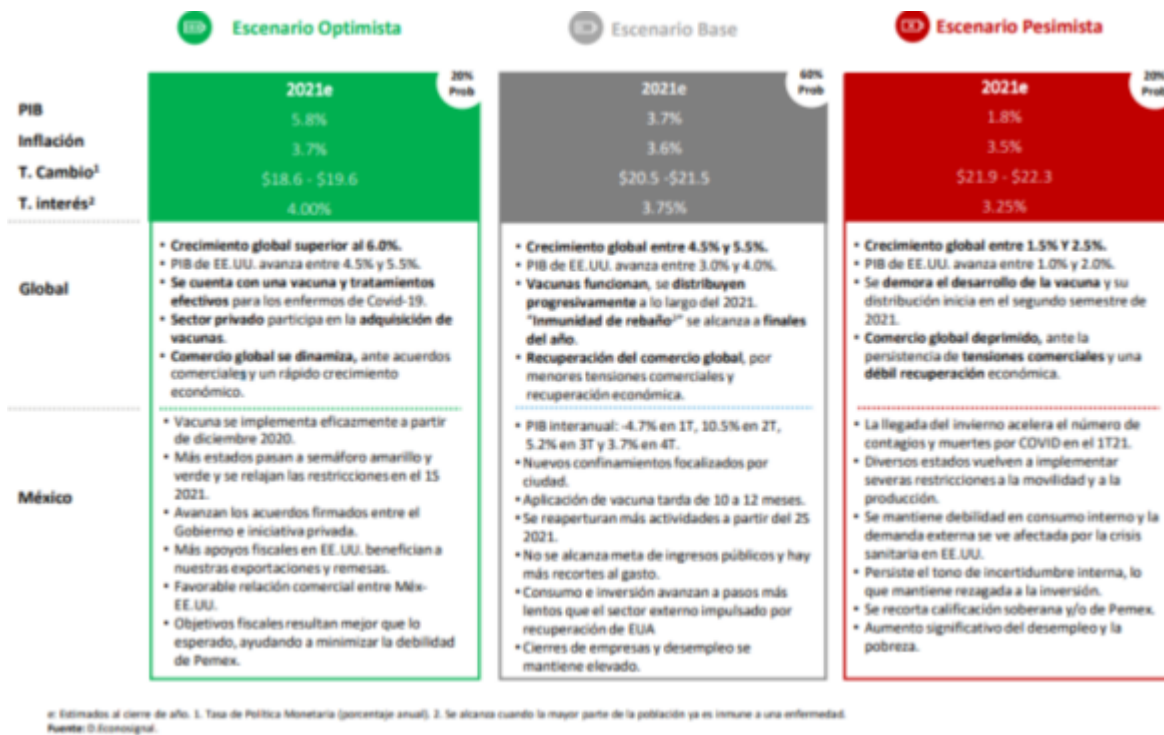 Escenario Optimista
Escenario Base
Escenario Pesimista
20%
Prob
60%
Prob
20%
Prob
2021e
2021e
2021e
PIB
5.8%
3.7%
1.8%
Inflación
3.7%
3.6%
3.5%
T. Cambio¹
$18.6 - $19.6
$20.5 -$21.5
$21.9 - $22.3
T. interés²
4.00%
3.75%
3.25%
Global
• Crecimiento global superior al 6.0%.
• PIB de EE.UU. avanza entre 4.5% y 5.5%.
• Se cuenta con una vacuna y tratamientos
efectivos para los enfermos de Covid-19.
• Sector privado participa en la adquisición de
vacunas.
• Comercio global se dinamiza, ante acuerdos
comerciales y un rápido crecimiento
económico.
• Crecimiento global entre 4.5% y 5.5%.
• PIB de EE.UU. avanza entre 3.0% y 4.0%.
• Vacunas funcionan, se distribuyen
progresivamente a lo largo del 2021.
"Inmunidad de rebaño²" se alcanza a finales
del año.
• Recuperación del comercio global, por
menores tensiones comerciales y
recuperación económica.
• Crecimiento global entre 1.5% Y 2.5%.
• PIB de EE.UU. avanza entre 1.0% y 2.0%.
• Se demora el desarrollo de la vacuna y su
distribución inicia en el segundo semestre de
2021.
• Comercio global deprimido, ante la
persistencia de tensiones comerciales y una
débil recuperación económica.
México
• Vacuna se implementa eficazmente a partir
de diciembre 2020.
• Más estados pasan a semáforo amarillo y
verde y se relajan las restricciones en el 1S
2021.
• Avanzan los acuerdos firmados entre el
Gobierno e iniciativa privada.
• Más apoyos fiscales en EE.UU. benefician a
nuestras exportaciones y remesas.
• Favorable relación comercial entre Méx-
EE.UU.
• Objetivos fiscales resultan mejor que lo
esperado, ayudando a minimizar la debilidad
de Pemex.
• PIB interanual: -4.7% en 1T, 10.5% en 2T,
5.2% en 3T y 3.7% en 4T.
• Nuevos confinamientos focalizados por
ciudad.
• Aplicación de vacuna tarda de 10 a 12 meses.
• Se reaperturan más actividades a partir del 2S
2021.
• No se alcanza meta de ingresos públicos y hay
más recortes al gasto.
• Consumo e inversión avanzan a pasos más
lentos que el sector externo impulsado por
recuperación de EUA
• Cierres de empresas y desempleo se
mantiene elevado.
• La llegada del invierno acelera el número de
contagios y muertes por COVID en el 1T21.
• Diversos estados vuelven a implementar
severas restricciones a la movilidad y a la
producción.
• Se mantiene debilidad en consumo interno y la
demanda externa se ve afectada por la crisis
sanitaria en EE.UU.
• Persiste el tono de incertidumbre interna, lo
que mantiene rezagada a la inversión.
• Se recorta calificación soberana y/o de Pemex.
• Aumento significativo del desempleo y la
pobreza.
e: Estimados al cierre de año. 1. Tasa de Política Monetaria (porcentaje anual). 2. Se alcanza cuando la mayor parte de la población ya es inmune a una enfermedad.
Fuente: D.Econosignal.